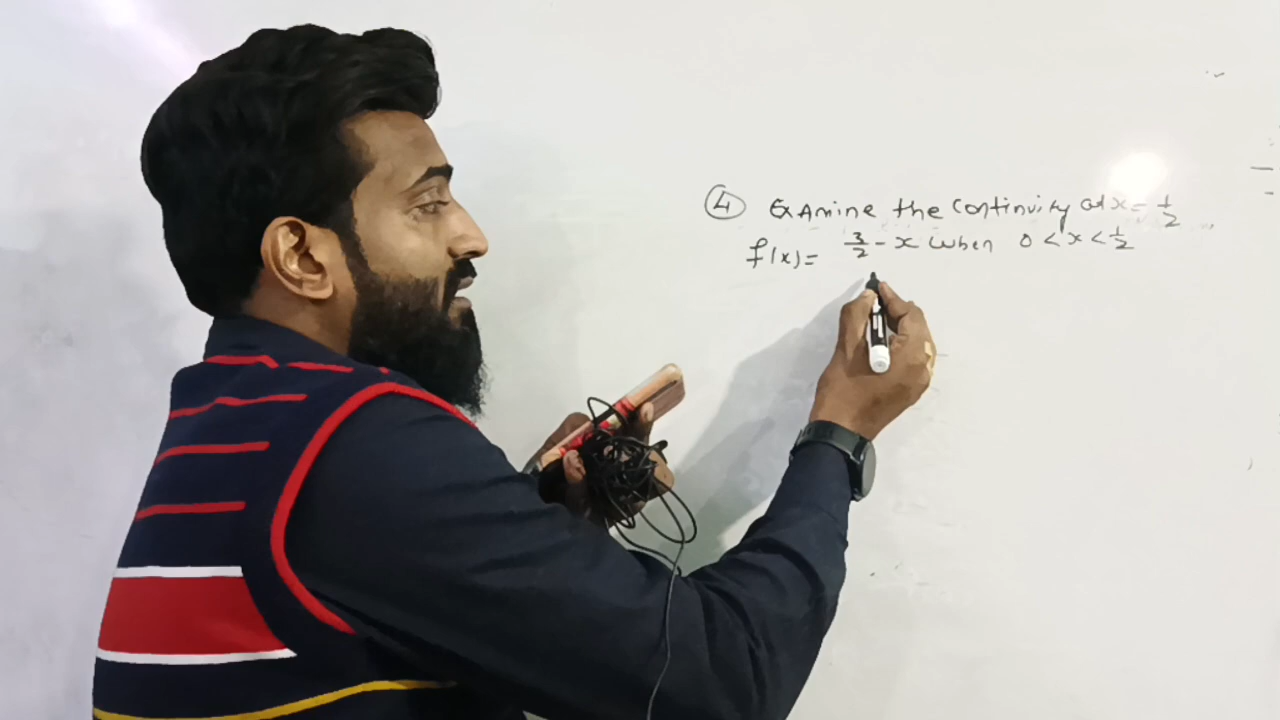 ④ Examine the continuity at x = 1/2
f(x) = 3/2 - x when 0 < x < 1/2